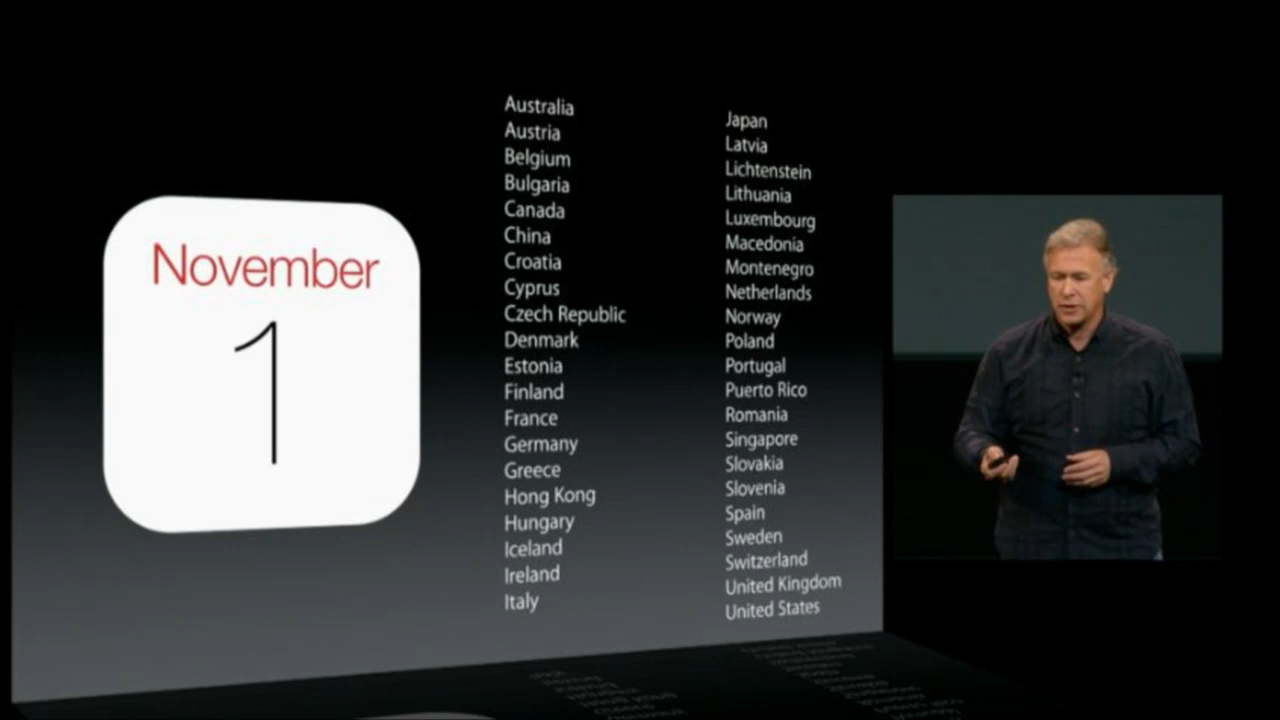 November
1
Australia
Austria
Belgium
Bulgaria
Canada
China
Croatia
Cyprus
Czech Republic
Denmark
Estonia
Finland
France
Germany
Greece
Hong Kong
Hungary
Iceland
Ireland
Italy
Japan
Latvia
Lichtenstein
Lithuania
Luxembourg
Macedonia
Montenegro
Netherlands
Norway
Poland
Portugal
Puerto Rico
Romania
Singapore
Slovakia
Slovenia
Spain
Sweden
Switzerland
United Kingdom
United States